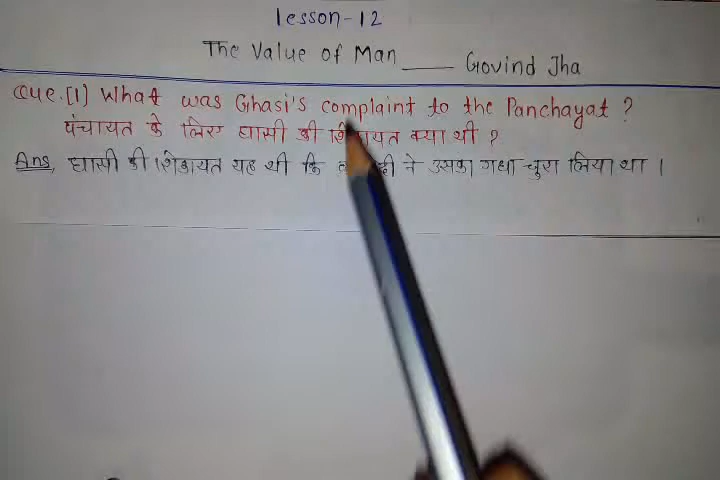 lesson-12
The Value of Man ___ Govind Jha
Que.(1) What was Ghasi's complaint to the Panchayat ?
पंचायत के लिए घासी की क्या थी ?
Ans, घासी की शिकायत यह थी कि ने उसका गधा चुरा लिया था ।